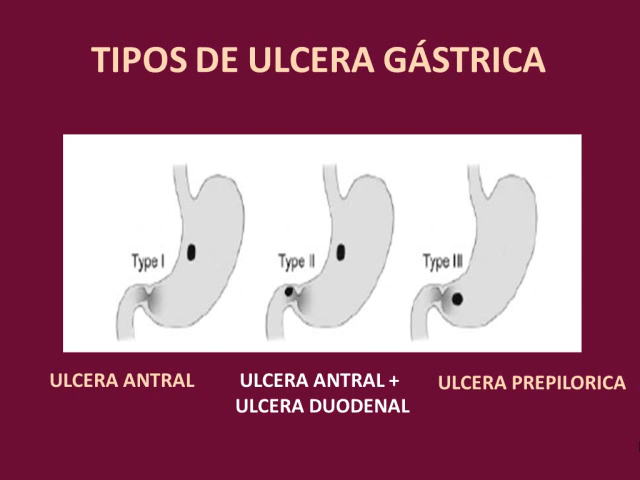 TIPOS DE ULCERA GÁSTRICA
Type I
Type II
Type III
ULCERA ANTRAL
ULCERA ANTRAL +
ULCERA DUODENAL
ULCERA PREPILORICA